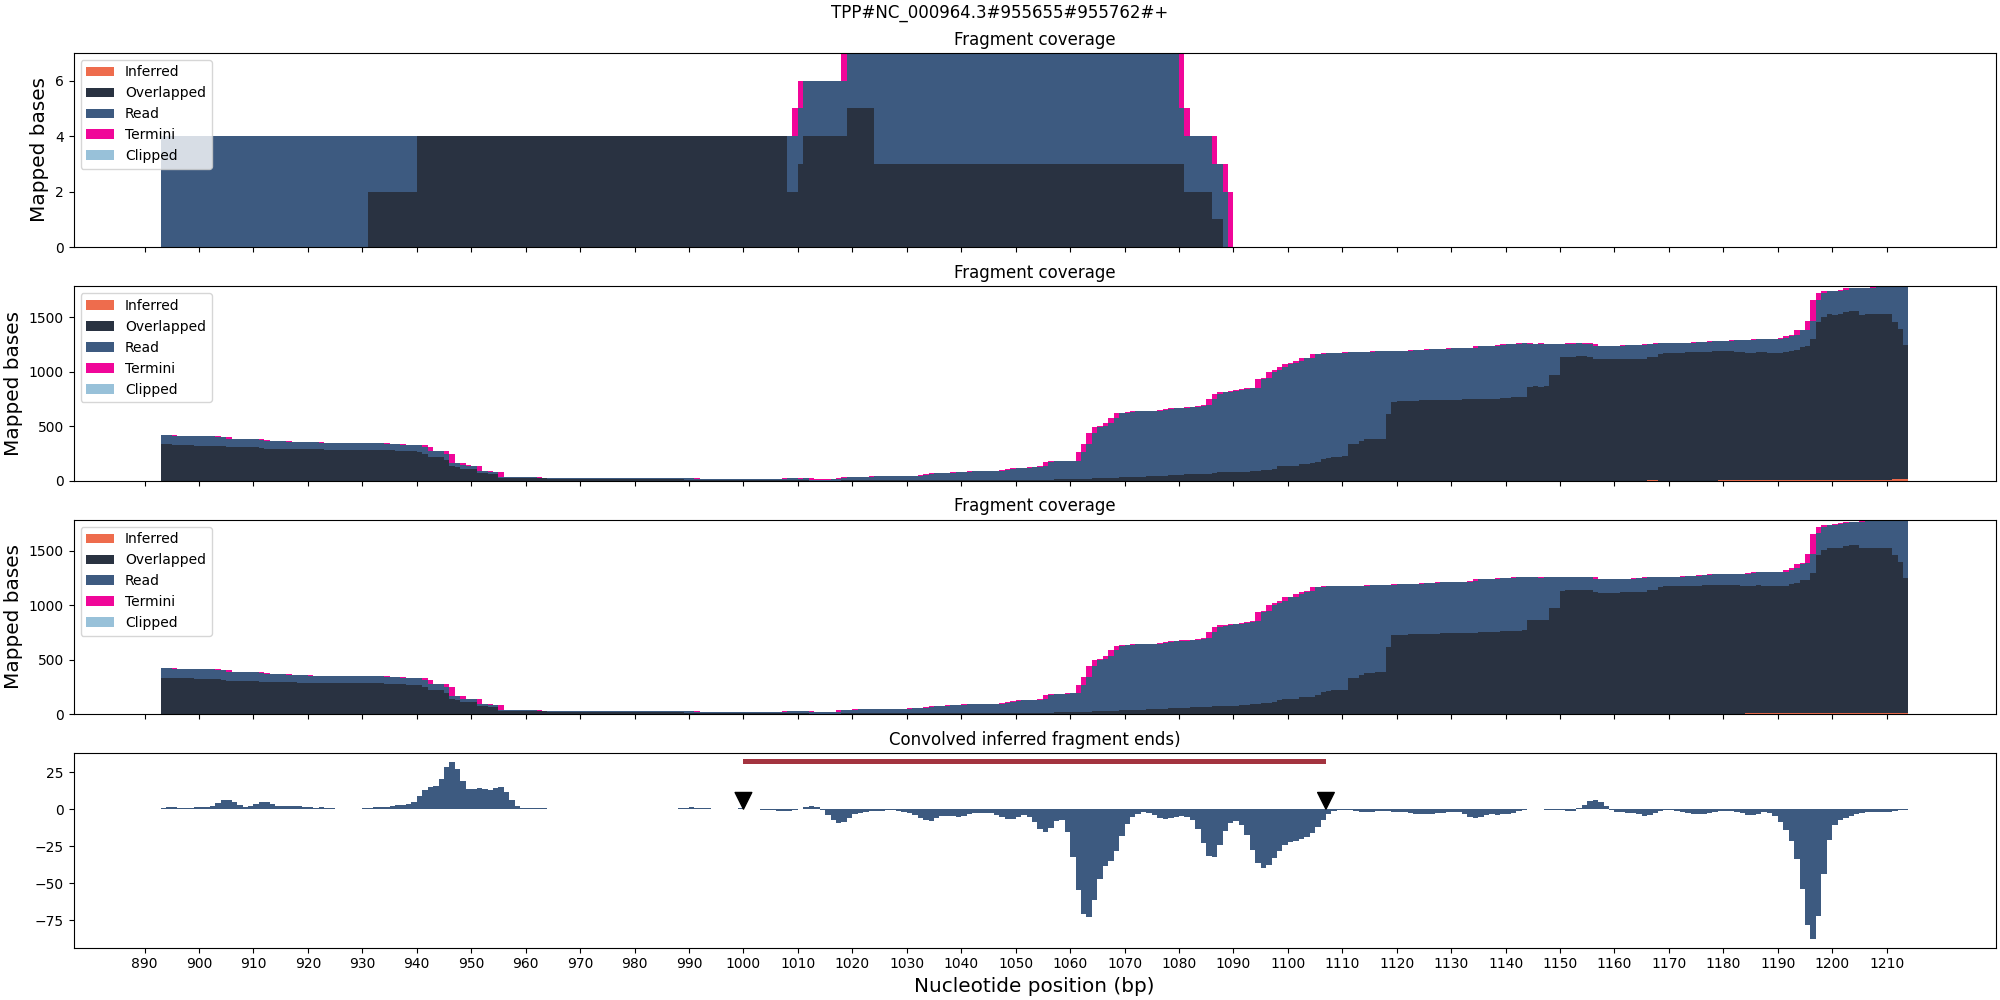 TPP#NC_000964.3#955655#955762#+
Fragment coverage
Mapped bases
6
4
2
0
Inferred
Overlapped
Read
Termini
Clipped
Fragment coverage
Mapped bases
1500
1000
500
0
Inferred
Overlapped
Read
Termini
Clipped
Fragment coverage
Mapped bases
1500
1000
500
0
Inferred
Overlapped
Read
Termini
Clipped
Convolved inferred fragment ends)
25
0
−25
−50
−75
890 900 910 920 930 940 950 960 970 980 990 1000 1010 1020 1030 1040 1050 1060 1070 1080 1090 1100 1110 1120 1130 1140 1150 1160 1170 1180 1190 1200 1210
Nucleotide position (bp)